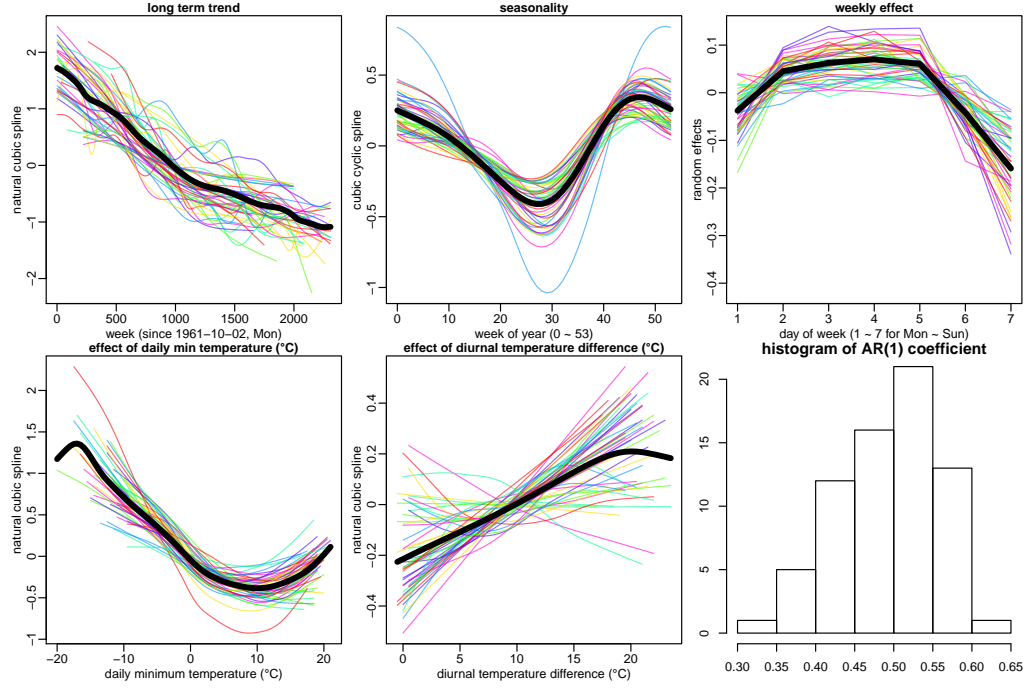 long term trend
natural cubic spline
2
1
0
−1
−2
0 500 1000 1500 2000
week (since 1961−10−02, Mon)
seasonality
cubic cyclic spline
0.5
0
−0.5
−1
0 10 20 30 40 50
week of year (0 ~ 53)
weekly effect
random effects
0.1
0
−0.1
−0.2
−0.3
−0.4
1 2 3 4 5 6 7
day of week (1 ~ 7 for Mon ~ Sun)
effect of daily min temperature (°C)
natural cubic spline
2
1.5
1
0.5
0
−0.5
−1
−20 −10 0 10 20
daily minimum temperature (°C)
effect of diurnal temperature difference (°C)
natural cubic spline
0.4
0.2
0
−0.2
−0.4
0 5 10 15 20
diurnal temperature difference (°C)
histogram of AR(1) coefficient
20
15
10
5
0
0.30 0.35 0.40 0.45 0.50 0.55 0.60 0.65